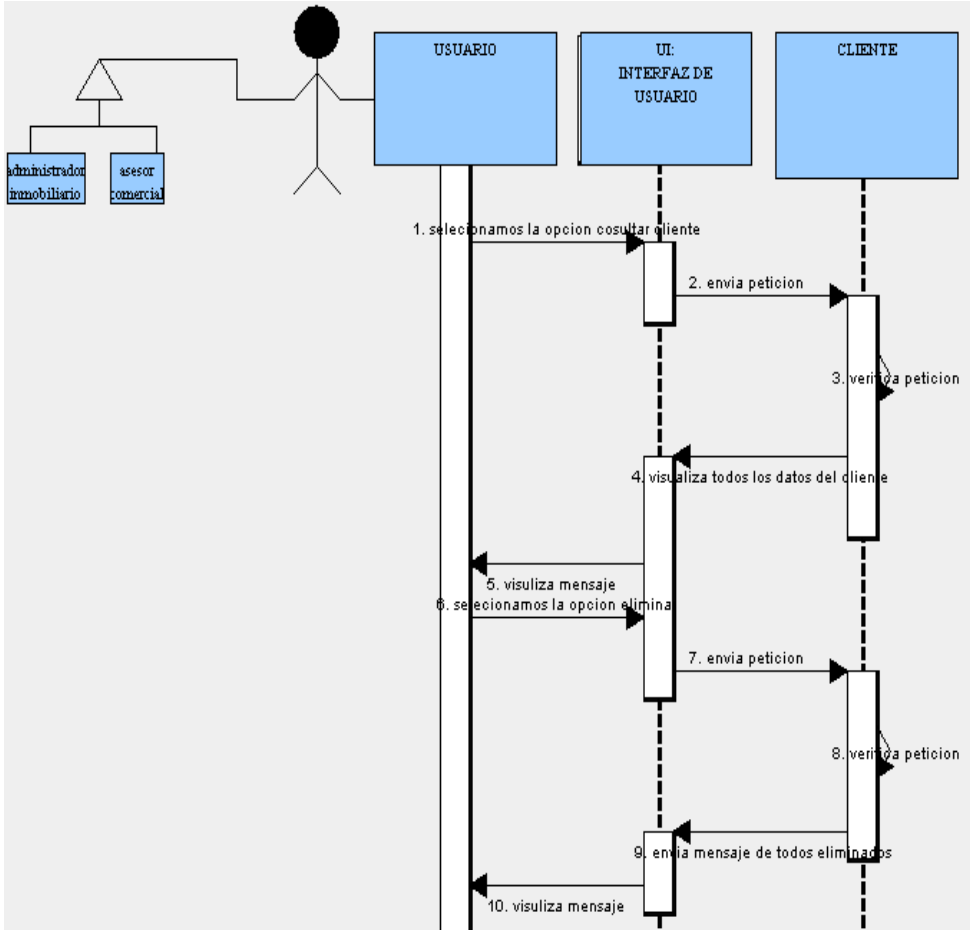 USUARIO
UI:
INTERFAZ DE
USUARIO
CLIENTE
administrador
inmobiliario
asesor
comercial
1. selecionamos la opcion cosultar cliente
2. envia peticion
3. verifica peticion
4. visualiza todos los datos del cliente
5. visuliza mensaje
6. selecionamos la opcion elimina
7. envia peticion
8. verifica peticion
9. envia mensaje de todos eliminados
10. visuliza mensaje